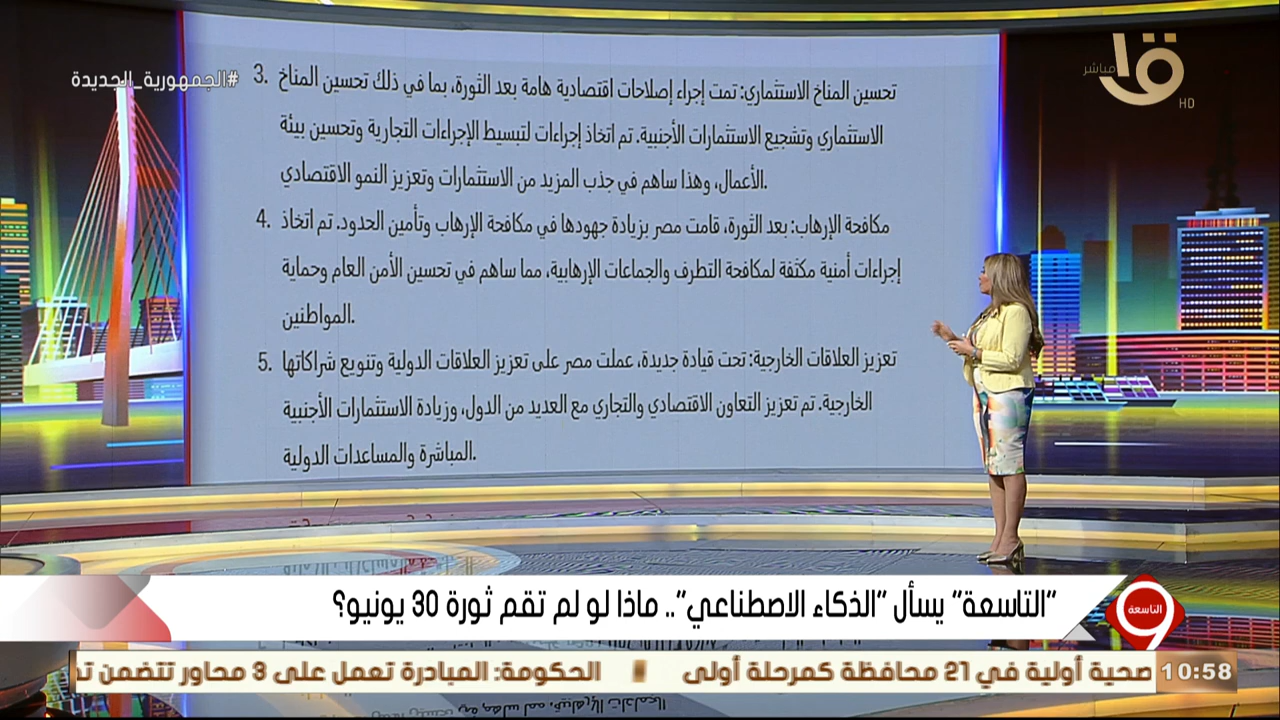 #الجمهورية_الجديدة
مباشر
HD
3. تحسين المناخ الاستثماري: تمت إجراء إصلاحات اقتصادية هامة بعد الثورة، بما في ذلك تحسين المناخ
الاستثماري وتشجيع الاستثمارات الأجنبية. تم اتخاذ إجراءات لتبسيط الإجراءات التجارية وتحسين بيئة
الأعمال، وهذا ساهم في جذب المزيد من الاستثمارات وتعزيز النمو الاقتصادي.
4. مكافحة الإرهاب: بعد الثورة، قامت مصر بزيادة جهودها في مكافحة الإرهاب وتأمين الحدود. تم اتخاذ
إجراءات أمنية مكثفة لمكافحة التطرف والجماعات الإرهابية، مما ساهم في تحسين الأمن العام وحماية
المواطنين.
5. تعزيز العلاقات الخارجية: تحت قيادة جديدة، عملت مصر على تعزيز العلاقات الدولية وتنويع شراكاتها
الخارجية. تم تعزيز التعاون الاقتصادي والتجاري مع العديد من الدول، وزيادة الاستثمارات الأجنبية
المباشرة والمساعدات الدولية.
التاسعة
9
"التاسعة" يسأل "الذكاء الاصطناعي".. ماذا لو لم تقم ثورة 30 يونيو؟
10:58
صحية أولية في 21 محافظة كمرحلة أولى الحكومة: المبادرة تعمل على 3 محاور تتضمن